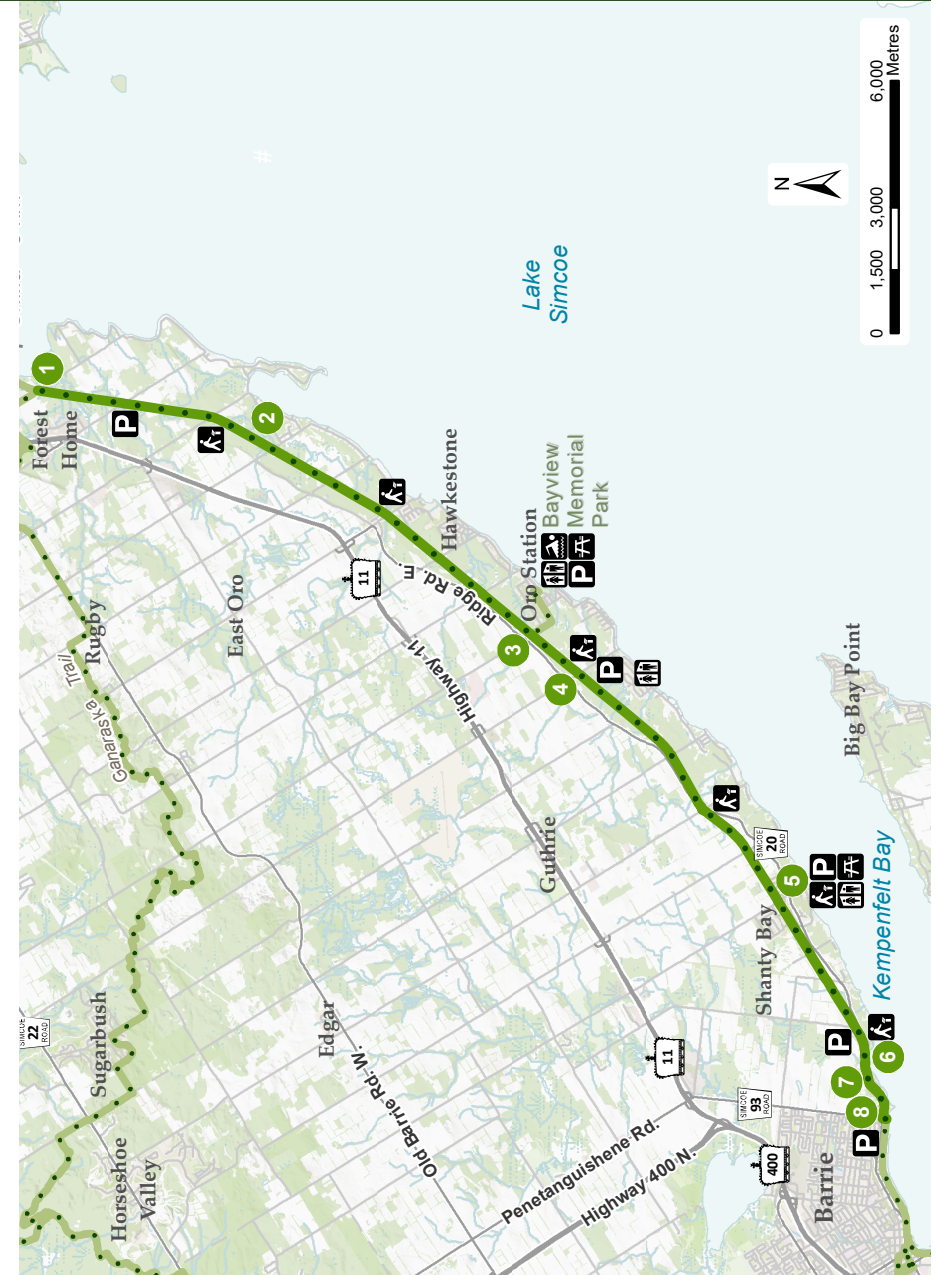 Forest
Home
1
P
2
Hawkestone
Oro Station
Bayview
Memorial
Park
P
Lake
Simcoe
N
0
1,500
3,000
6,000
Metres
Rugby
East Oro
11
Ridge Rd. E.
Highway 11
Ganaraska Trail
3
4
P
Big Bay Point
Guthrie
SIMCOE
20
ROAD
5
P
Kempenfelt Bay
Shanty Bay
SIMCOE
22
ROAD
Sugarbush
Edgar
Old Barrie Rd. W.
Horseshoe
Valley
11
P
6
7
8
P
SIMCOE
93
ROAD
Penetanguishene Rd.
Highway 400 N.
400
Barrie
#